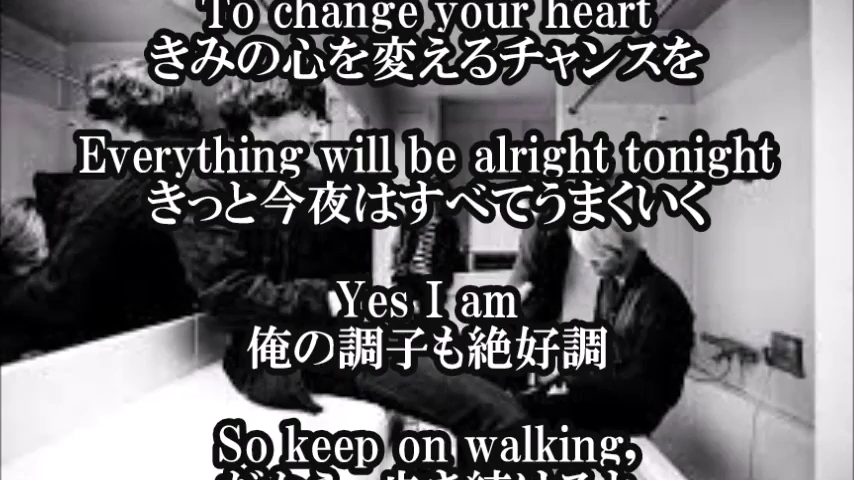 To change your heart
きみの心を変えるチャンスを
Everything will be alright tonight
きっと今夜はすべてうまくいく
Yes I am
俺の調子も絶好調
So keep on walking,